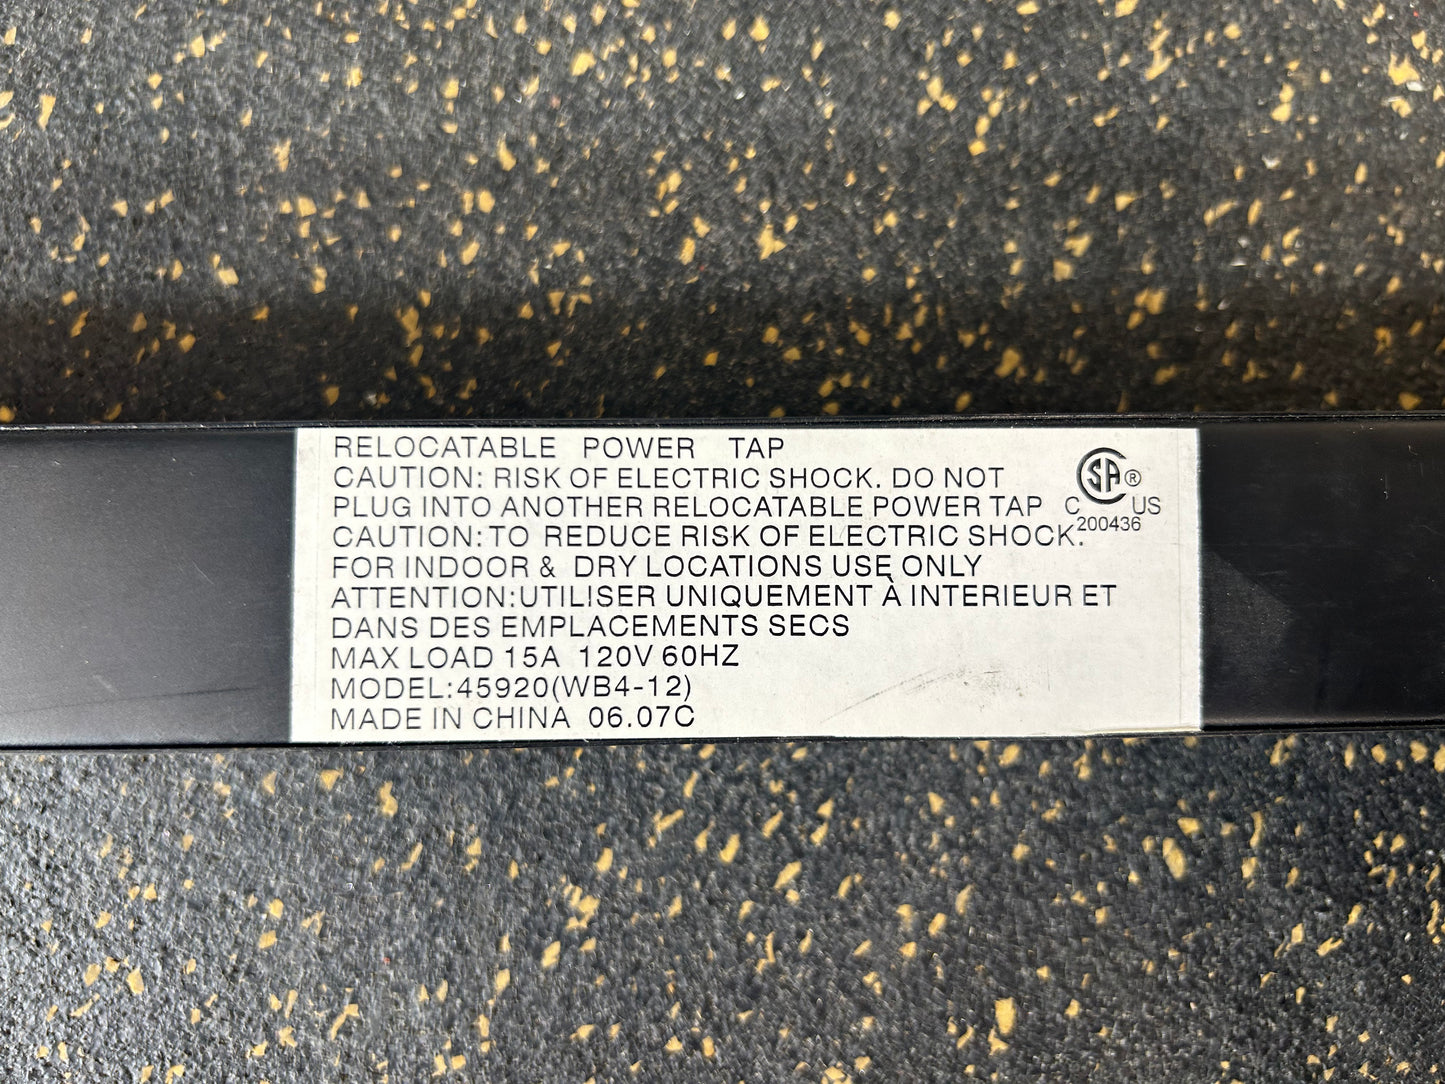 RELOCATABLE POWER TAP
CAUTION: RISK OF ELECTRIC SHOCK. DO NOT
PLUG INTO ANOTHER RELOCATABLE POWER TAP
CAUTION:TO REDUCE RISK OF ELECTRIC SHOCK.
FOR INDOOR & DRY LOCATIONS USE ONLY
ATTENTION:UTILISER UNIQUEMENT À INTERIEUR ET
DANS DES EMPLACEMENTS SECS
MAX LOAD 15A 120V 60HZ
MODEL:45920(WB4-12)
MADE IN CHINA 06.07C
SA ®
C US
200436